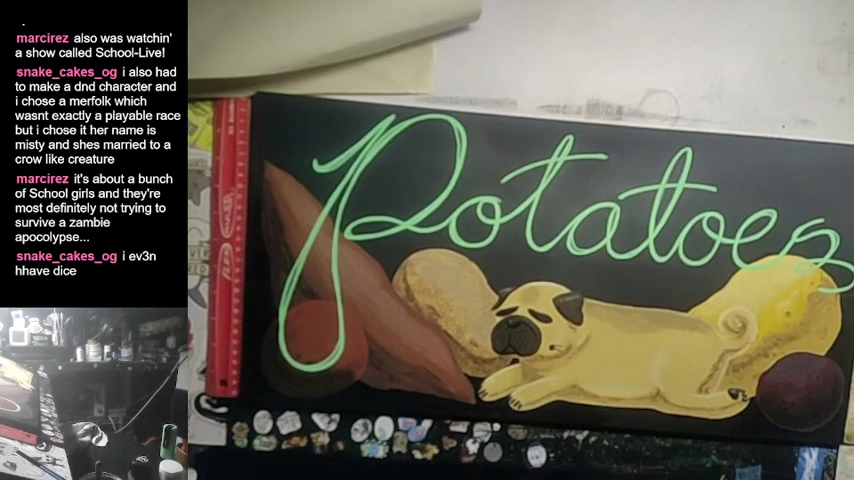 .
marcirez also was watchin'
a show called School-Live!
snake_cakes_og i also had
to make a dnd character and
i chose a merfolk which
wasnt exactly a playable race
but i chose it her name is
misty and shes married to a
crow like creature
marcirez it's about a bunch
of School girls and they're
most definitely not trying to
survive a zambie
apocolypse...
snake_cakes_og i ev3n
hhave dice
Potatoes